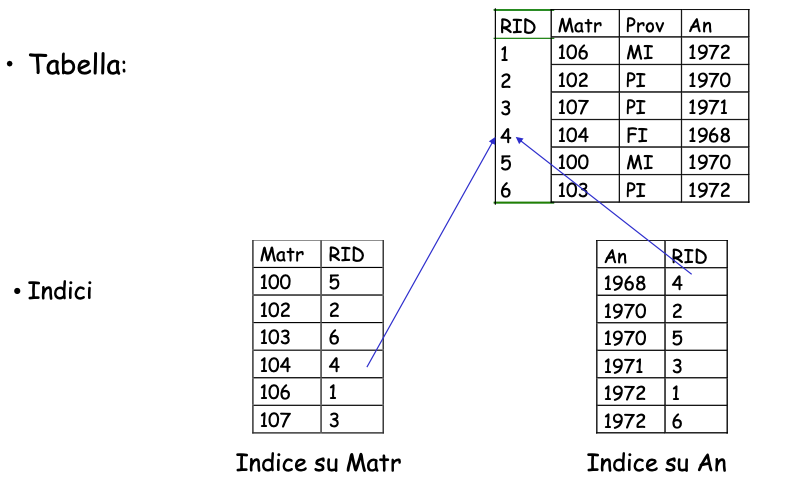 • Tabella:
RID Matr Prov An
1 106 MI 1972
2 102 PI 1970
3 107 PI 1971
4 104 FI 1968
5 100 MI 1970
6 103 PI 1972
• Indici
Matr RID
100 5
102 2
103 6
104 4
106 1
107 3
Indice su Matr
An RID
1968 4
1970 2
1970 5
1971 3
1972 1
1972 6
Indice su An